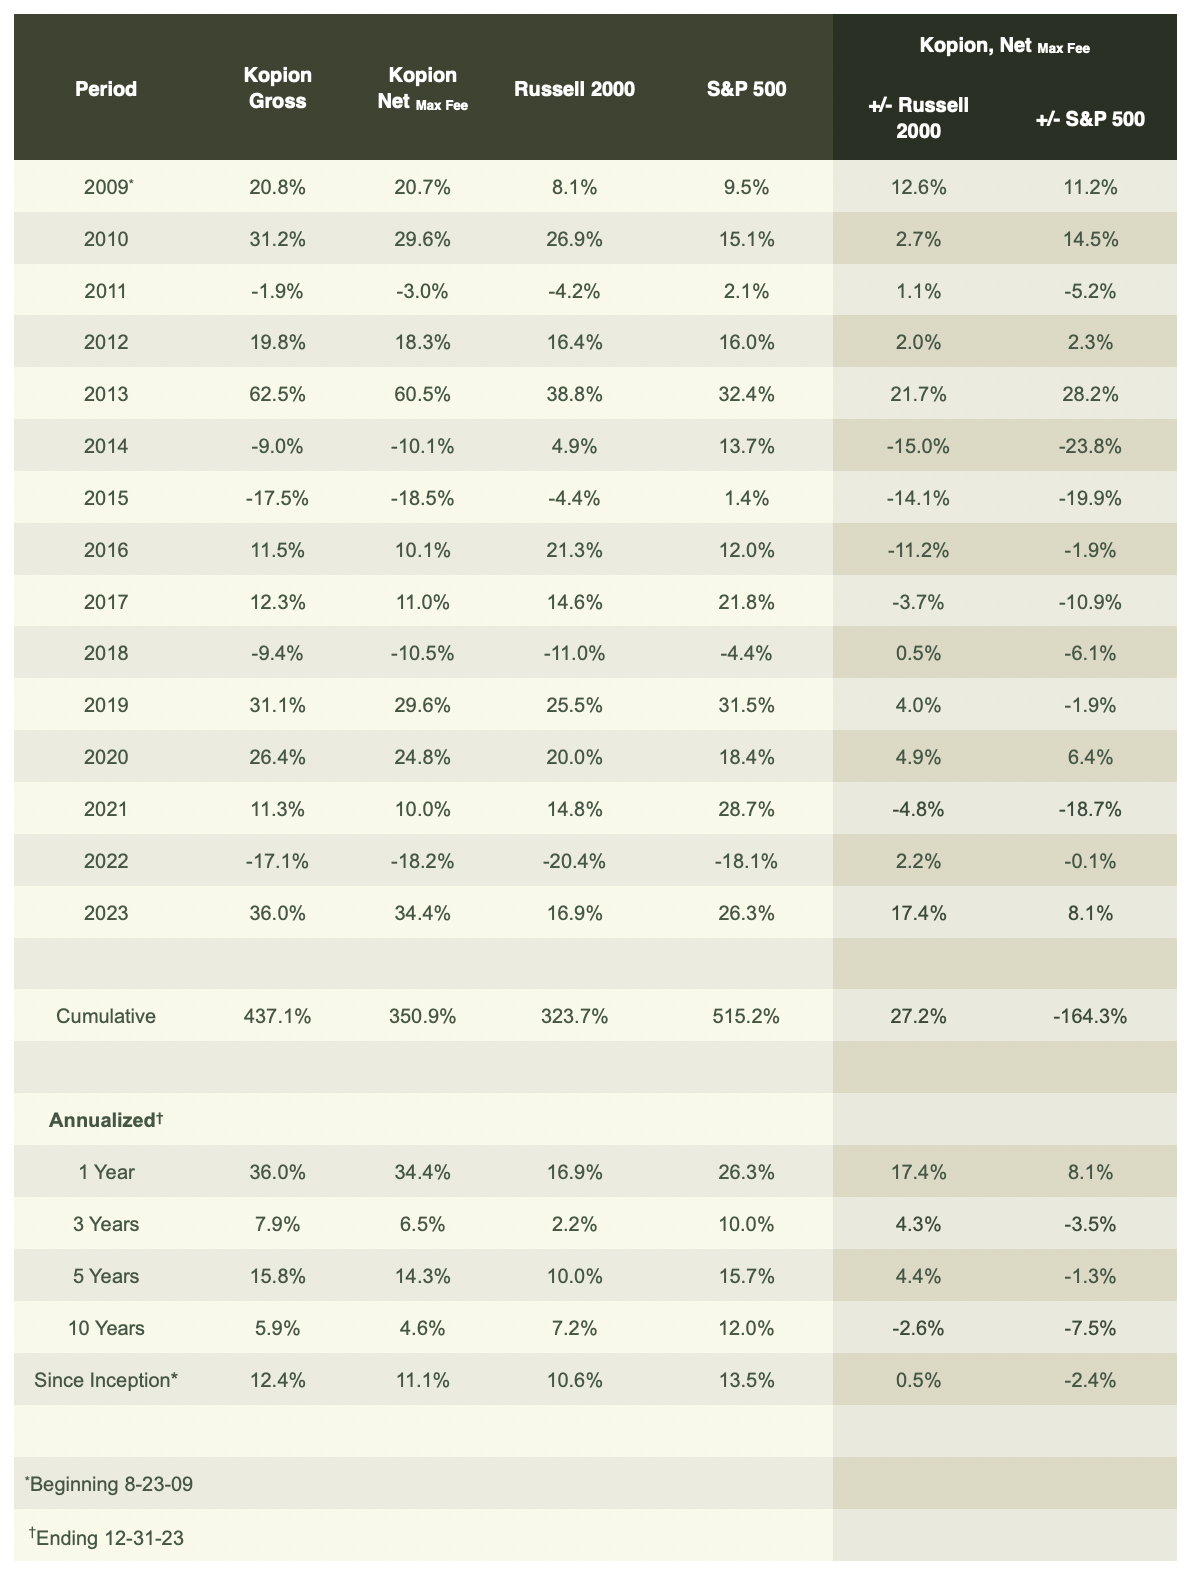 Kopion, Net Max Fee
Period Kopion Gross Kopion Net Max Fee Russell 2000 S&P 500 +/- Russell 2000 +/- S&P 500
2009* 20.8% 20.7% 8.1% 9.5% 12.6% 11.2%
2010 31.2% 29.6% 26.9% 15.1% 2.7% 14.5%
2011 -1.9% -3.0% -4.2% 2.1% 1.1% -5.2%
2012 19.8% 18.3% 16.4% 16.0% 2.0% 2.3%
2013 62.5% 60.5% 38.8% 32.4% 21.7% 28.2%
2014 -9.0% -10.1% 4.9% 13.7% -15.0% -23.8%
2015 -17.5% -18.5% -4.4% 1.4% -14.1% -19.9%
2016 11.5% 10.1% 21.3% 12.0% -11.2% -1.9%
2017 12.3% 11.0% 14.6% 21.8% -3.7% -10.9%
2018 -9.4% -10.5% -11.0% -4.4% 0.5% -6.1%
2019 31.1% 29.6% 25.5% 31.5% 4.0% -1.9%
2020 26.4% 24.8% 20.0% 18.4% 4.9% 6.4%
2021 11.3% 10.0% 14.8% 28.7% -4.8% -18.7%
2022 -17.1% -18.2% -20.4% -18.1% 2.2% -0.1%
2023 36.0% 34.4% 16.9% 26.3% 17.4% 8.1%
Cumulative 437.1% 350.9% 323.7% 515.2% 27.2% -164.3%
Annualized†
1 Year 36.0% 34.4% 16.9% 26.3% 17.4% 8.1%
3 Years 7.9% 6.5% 2.2% 10.0% 4.3% -3.5%
5 Years 15.8% 14.3% 10.0% 15.7% 4.4% -1.3%
10 Years 5.9% 4.6% 7.2% 12.0% -2.6% -7.5%
Since Inception* 12.4% 11.1% 10.6% 13.5% 0.5% -2.4%
*Beginning 8-23-09
†Ending 12-31-23